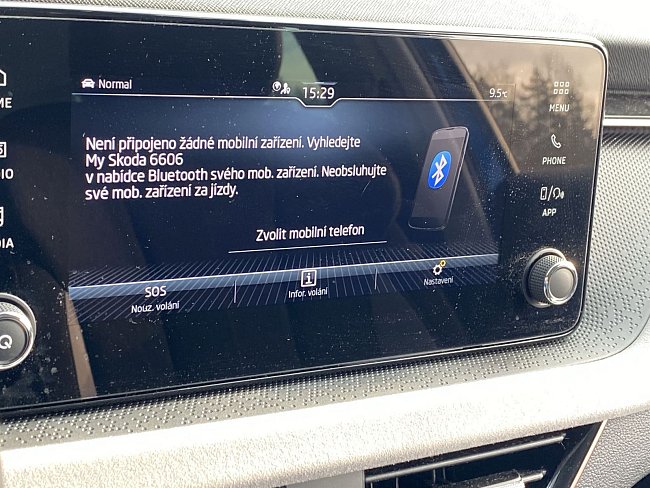 Normal
15:29
9.5°C
Není připojeno žádné mobilní zařízení. Vyhledejte
My Skoda 6606
v nabídce Bluetooth svého mob. zařízení. Neobsluhujte
své mob. zařízení za jízdy.
Zvolit mobilní telefon
SOS
Nouz. volání
i
Infor. volání
Nastavení
MENU
PHONE
APP